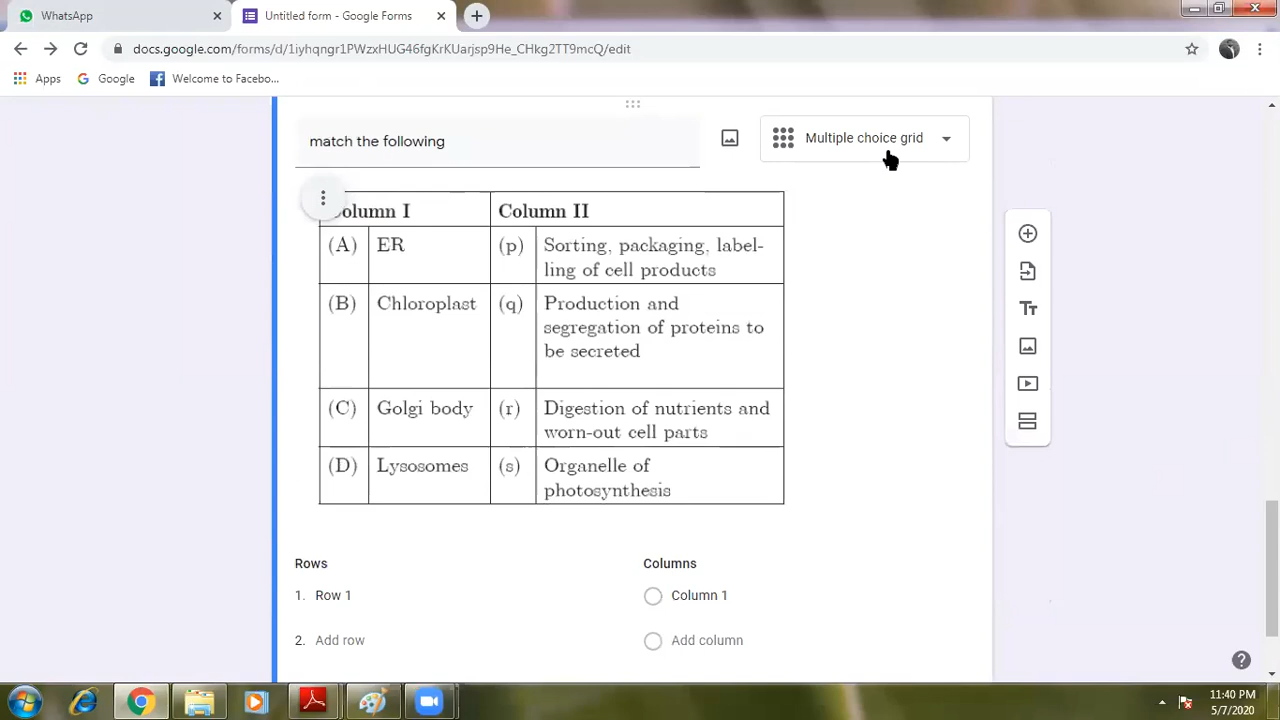 WhatsApp
Untitled form - Google Forms
docs.google.com/forms/d/1iyhqngr1PWzxHUG46fgKrKUarjsp9He_CHkg2TT9mcQ/edit
Apps
Google
Welcome to Facebo...
match the following
Multiple choice grid
olumn I
Column II
(A) ER (p) Sorting, packaging, label-
ling of cell products
(B) Chloroplast (q) Production and
segregation of proteins to
be secreted
(C) Golgi body (r) Digestion of nutrients and
worn-out cell parts
(D) Lysosomes (s) Organelle of
photosynthesis
Rows
Columns
1. Row 1
Column 1
2. Add row
Add column
11:40 PM
5/7/2020